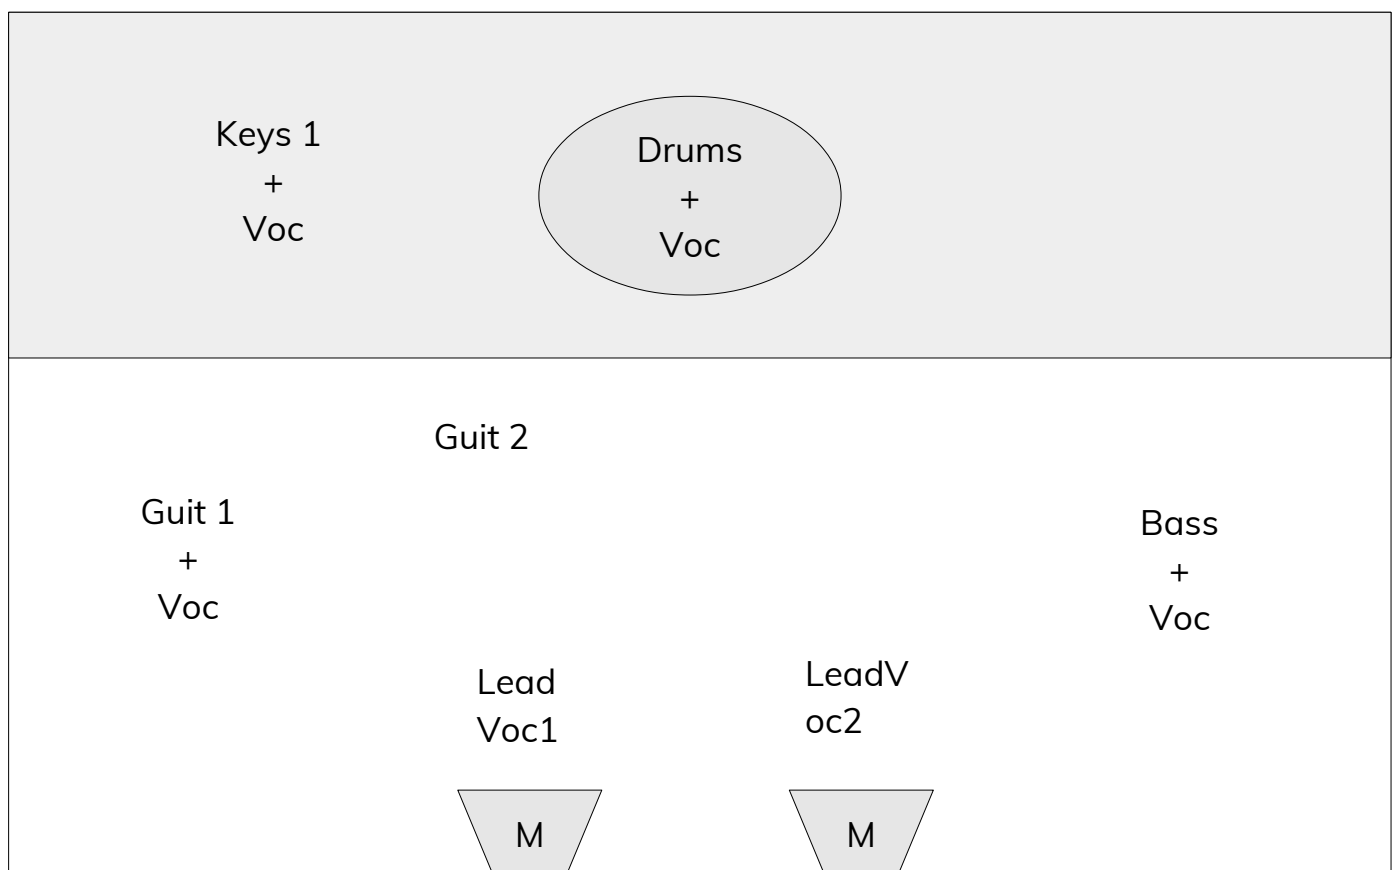 Keys 1
+
Voc
Drums
+
Voc
Guit 2
Guit 1
+
Voc
Bass
+
Voc
Lead
Voc1
LeadV
oc2
M
M